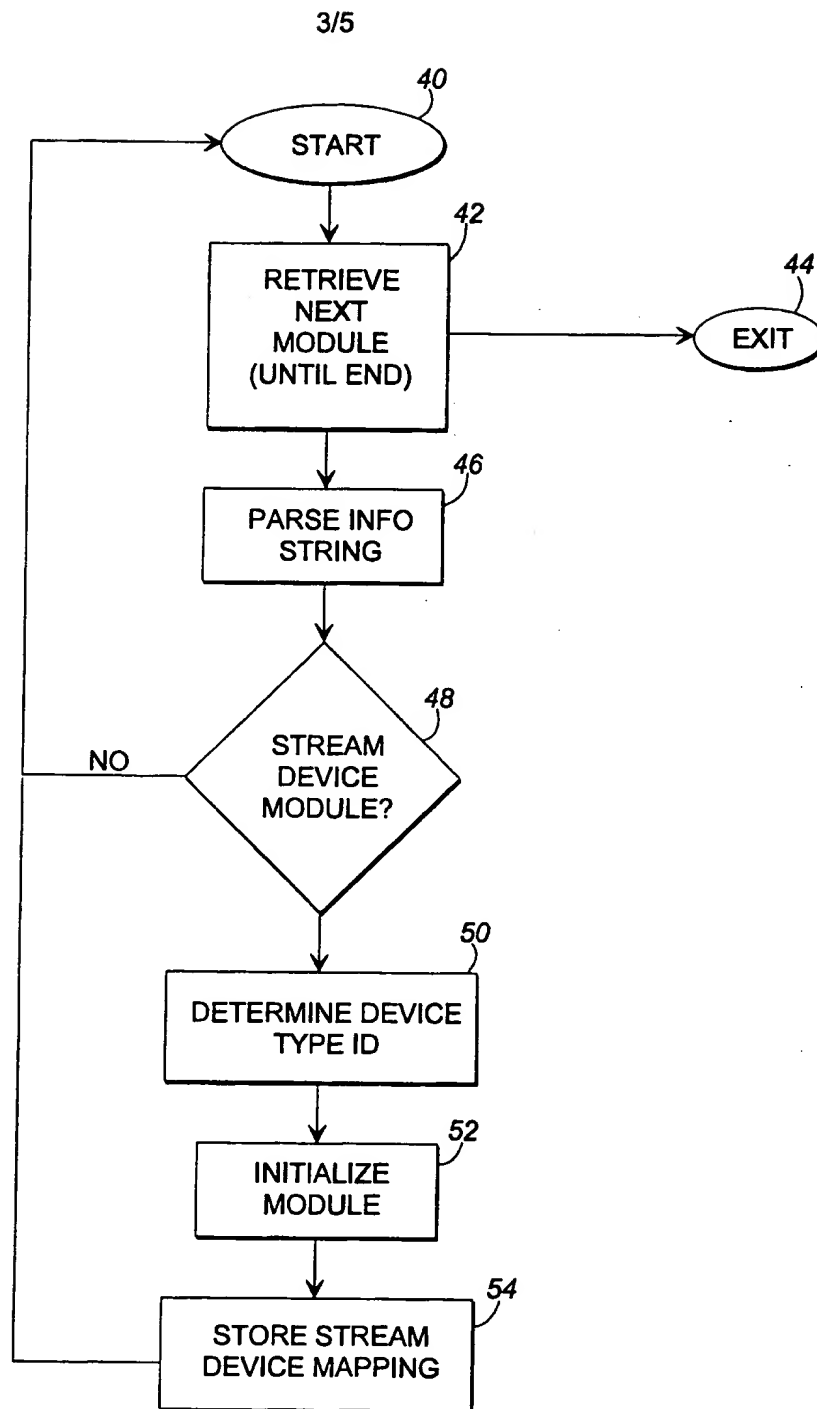 3/5
40
START
42
RETRIEVE
NEXT
MODULE
(UNTIL END)
44
EXIT
46
PARSE INFO
STRING
48
STREAM
DEVICE
MODULE?
NO
50
DETERMINE DEVICE
TYPE ID
52
INITIALIZE
MODULE
54
STORE STREAM
DEVICE MAPPING